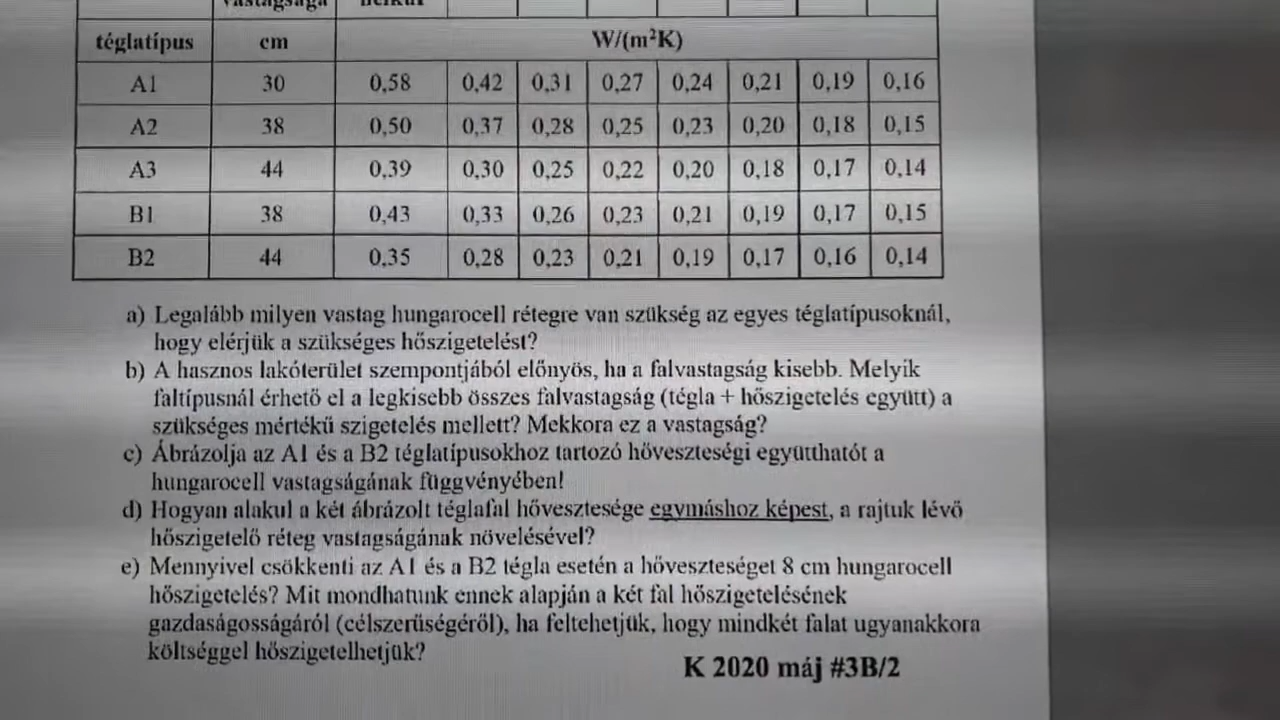 vastagsága nélkül
téglatípus cm W/(m²K)
A1 30 0,58 0,42 0,31 0,27 0,24 0,21 0,19 0,16
A2 38 0,50 0,37 0,28 0,25 0,23 0,20 0,18 0,15
A3 44 0,39 0,30 0,25 0,22 0,20 0,18 0,17 0,14
B1 38 0,43 0,33 0,26 0,23 0,21 0,19 0,17 0,15
B2 44 0,35 0,28 0,23 0,21 0,19 0,17 0,16 0,14
a) Legalább milyen vastag hungarocell rétegre van szükség az egyes téglatípusoknál,
hogy elérjük a szükséges hőszigetelést?
b) A hasznos lakóterület szempontjából előnyös, ha a falvastagság kisebb. Melyik
faltípusnál érhető el a legkisebb összes falvastagság (tégla + hőszigetelés együtt) a
szükséges mértékű szigetelés mellett? Mekkora ez a vastagság?
c) Ábrázolja az A1 és a B2 téglatípusokhoz tartozó hőveszteségi együtthatót a
hungarocell vastagságának függvényében!
d) Hogyan alakul a két ábrázolt téglafal hővesztesége egymáshoz képest, a rajtuk lévő
hőszigetelő réteg vastagságának növelésével?
e) Mennyivel csökkenti az A1 és a B2 tégla esetén a hőveszteséget 8 cm hungarocell
hőszigetelés? Mit mondhatunk ennek alapján a két fal hőszigetelésének
gazdaságosságáról (célszerűségéről), ha feltehetjük, hogy mindkét falat ugyanakkora
költséggel hőszigetelhetjük?
K 2020 máj #3B/2